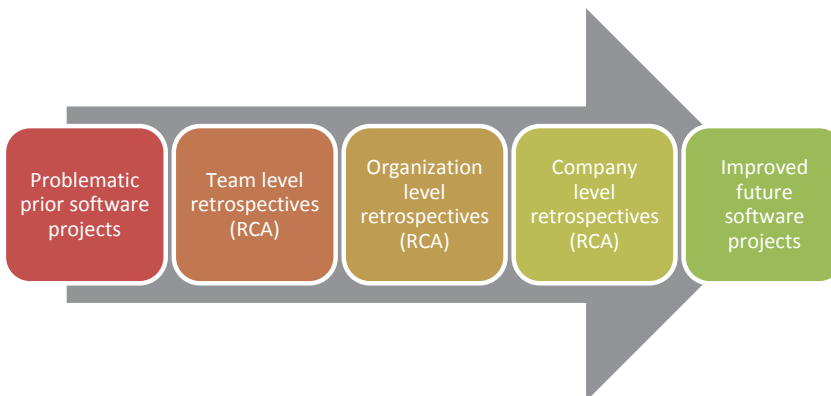 Problematic
prior software
projects
Team level
retrospectives
(RCA)
Organization
level
retrospectives
(RCA)
Company
level
retrospectives
(RCA)
Improved
future
software
projects